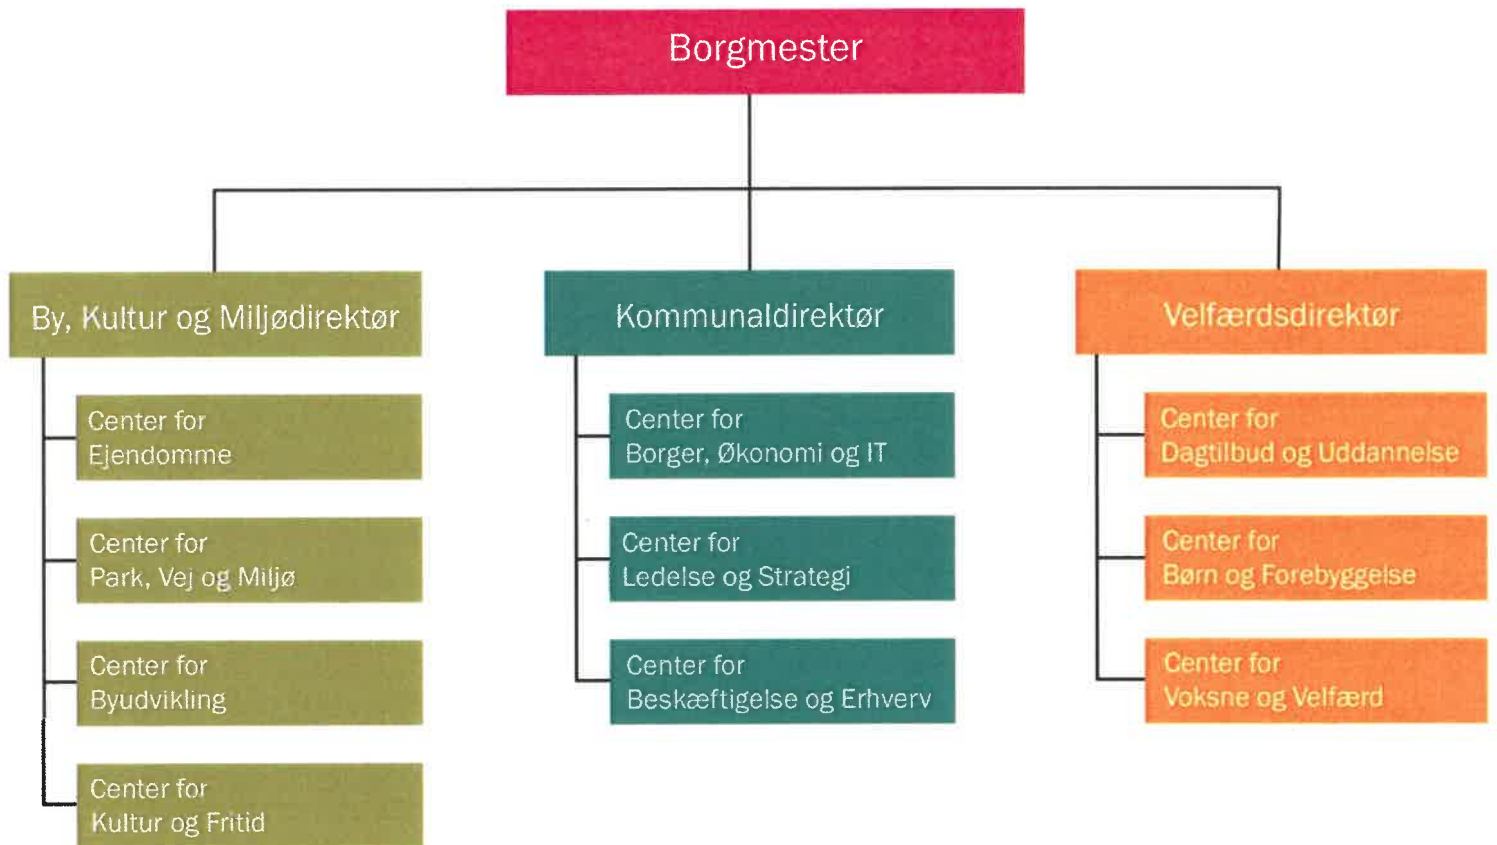 Borgmester
By, Kultur og Miljødirektør
Center for
Ejendomme
Center for
Park, Vej og Miljø
Center for
Byudvikling
Center for
Kultur og Fritid
Kommunaldirektør
Center for
Borger, Økonomi og IT
Center for
Ledelse og Strategi
Center for
Beskæftigelse og Erhverv
Velfærdsdirektør
Center for
Dagtilbud og Uddannelse
Center for
Børn og Forebyggelse
Center for
Voksne og Velfærd